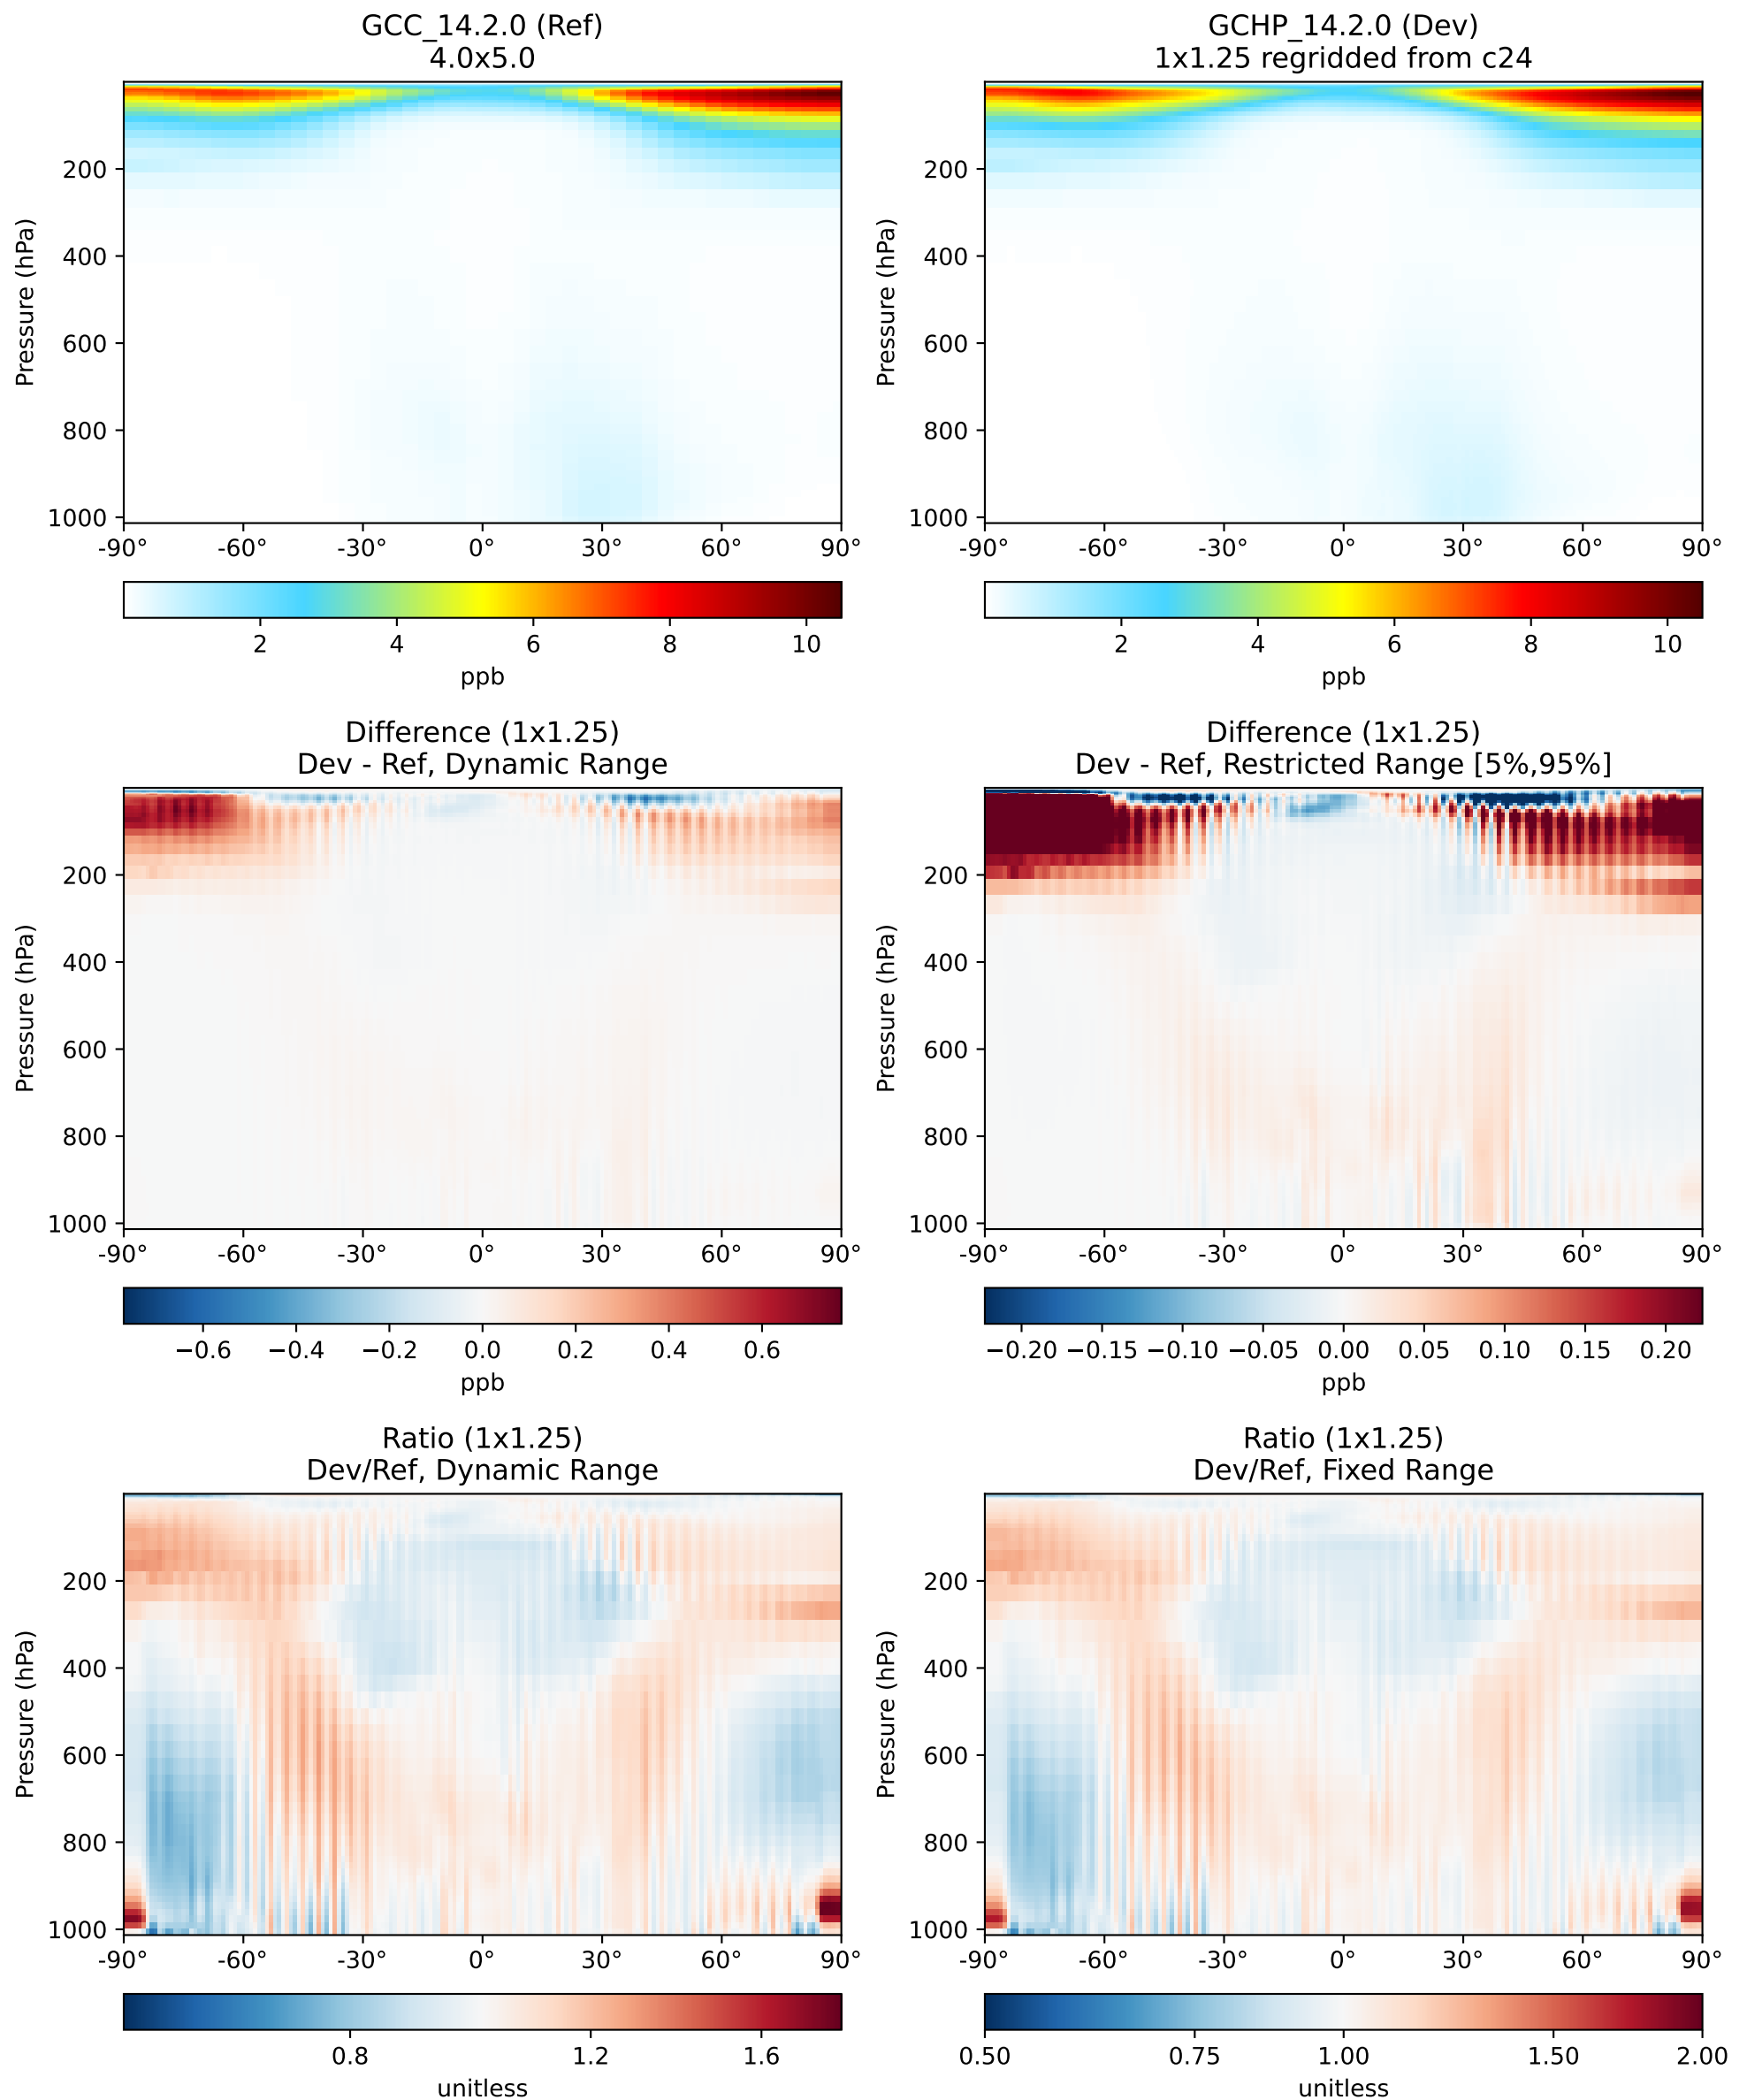 GCC_14.2.0 (Ref)
4.0x5.0
Pressure (hPa)
200
400
600
800
1000
-90° -60° -30° 0° 30° 60° 90°
2 4 6 8 10
ppb
GCHP_14.2.0 (Dev)
1x1.25 regridded from c24
Pressure (hPa)
200
400
600
800
1000
-90° -60° -30° 0° 30° 60° 90°
2 4 6 8 10
ppb
Difference (1x1.25)
Dev - Ref, Dynamic Range
Pressure (hPa)
200
400
600
800
1000
-90° -60° -30° 0° 30° 60° 90°
−0.6 −0.4 −0.2 0.0 0.2 0.4 0.6
ppb
Difference (1x1.25)
Dev - Ref, Restricted Range [5%,95%]
Pressure (hPa)
200
400
600
800
1000
-90° -60° -30° 0° 30° 60° 90°
−0.20 −0.15 −0.10 −0.05 0.00 0.05 0.10 0.15 0.20
ppb
Ratio (1x1.25)
Dev/Ref, Dynamic Range
Pressure (hPa)
200
400
600
800
1000
-90° -60° -30° 0° 30° 60° 90°
0.8 1.2 1.6
unitless
Ratio (1x1.25)
Dev/Ref, Fixed Range
Pressure (hPa)
200
400
600
800
1000
-90° -60° -30° 0° 30° 60° 90°
0.50 0.75 1.00 1.50 2.00
unitless